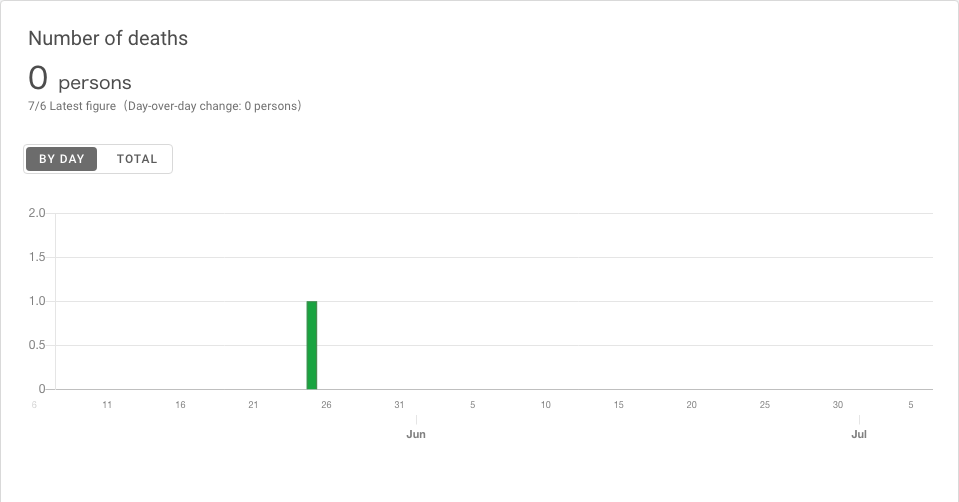 Number of deaths
0 persons
7/6 Latest figure（Day-over-day change: 0 persons）
BY DAY TOTAL
2.0
1.5
1.0
0.5
0
6 11 16 21 26 31 5 10 15 20 25 30 5
Jun Jul